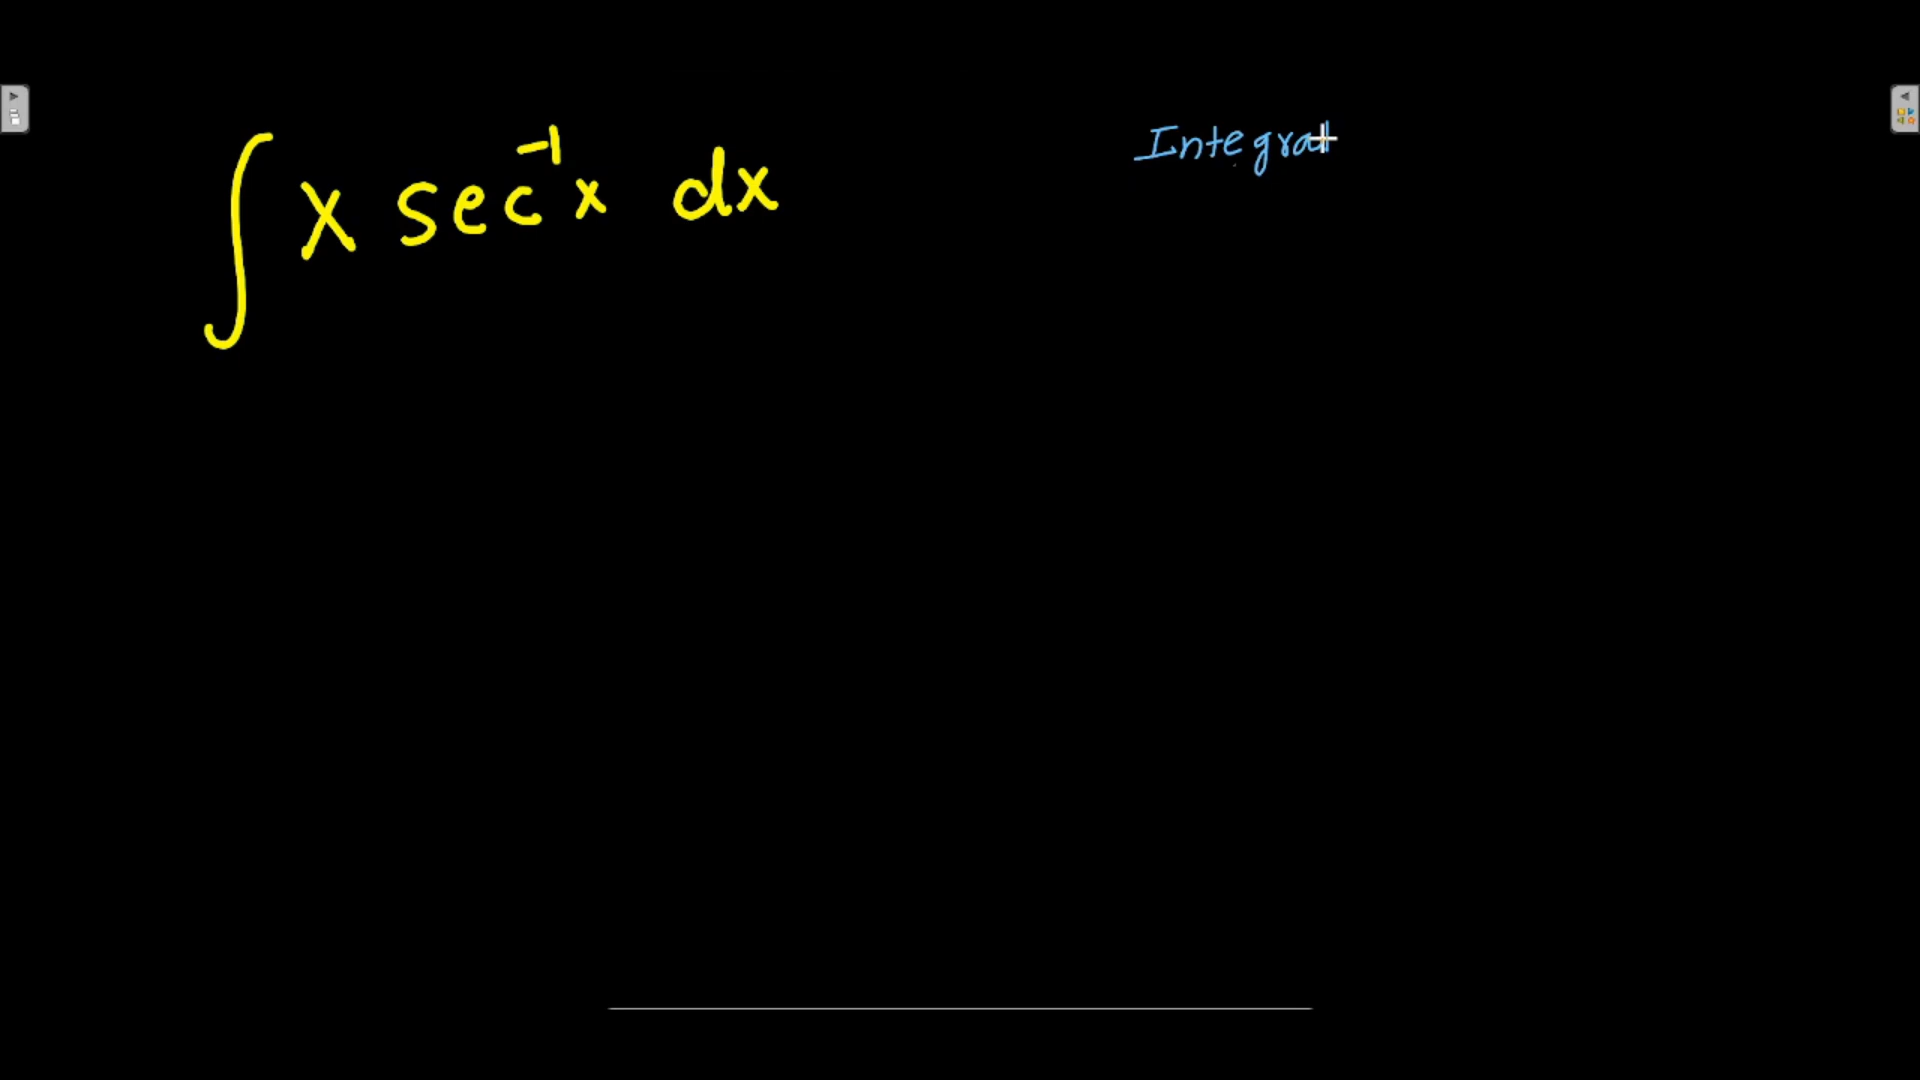 ∫ x sec⁻¹x dx
Integrat